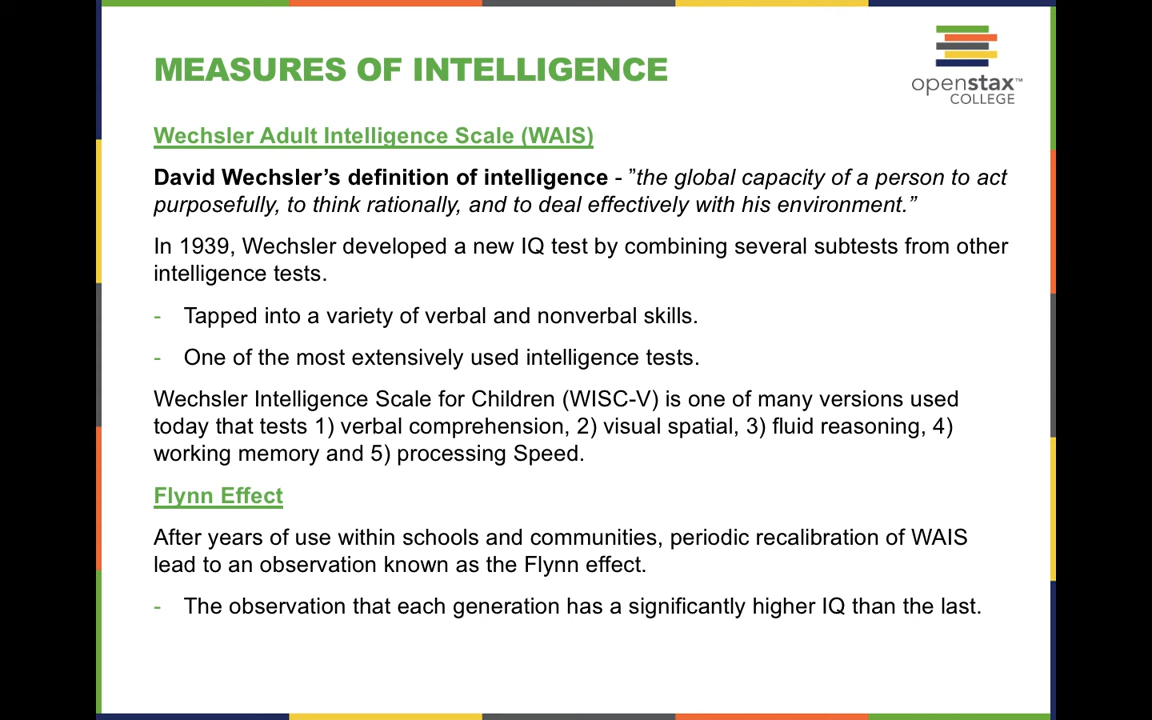 MEASURES OF INTELLIGENCE
openstax™
COLLEGE
Wechsler Adult Intelligence Scale (WAIS)
David Wechsler’s definition of intelligence - ”the global capacity of a person to act
purposefully, to think rationally, and to deal effectively with his environment.”
In 1939, Wechsler developed a new IQ test by combining several subtests from other
intelligence tests.
- Tapped into a variety of verbal and nonverbal skills.
- One of the most extensively used intelligence tests.
Wechsler Intelligence Scale for Children (WISC-V) is one of many versions used
today that tests 1) verbal comprehension, 2) visual spatial, 3) fluid reasoning, 4)
working memory and 5) processing Speed.
Flynn Effect
After years of use within schools and communities, periodic recalibration of WAIS
lead to an observation known as the Flynn effect.
- The observation that each generation has a significantly higher IQ than the last.